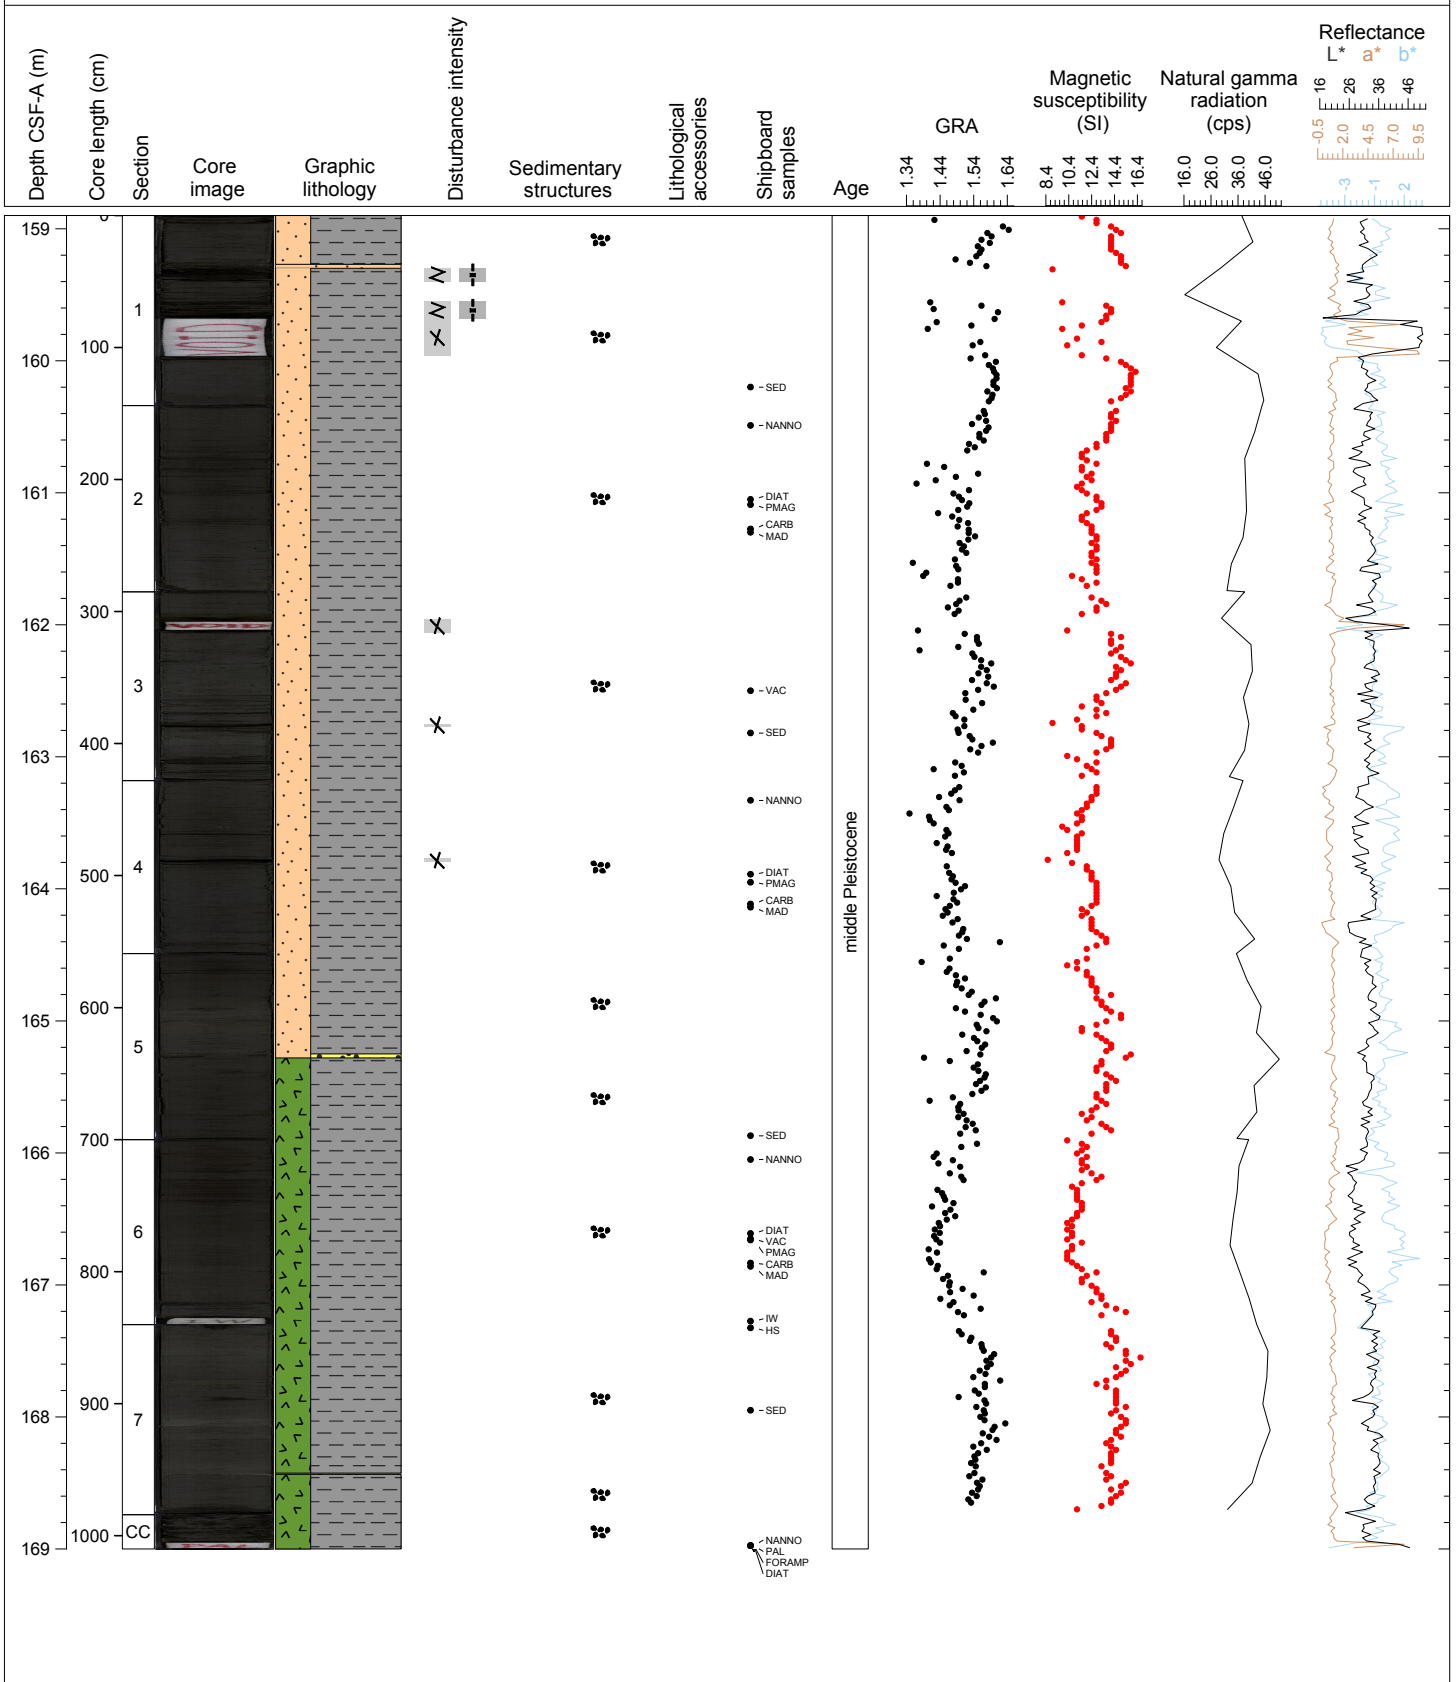 Depth CSF-A (m)
Core length (cm)
Section
Core
image
Graphic
lithology
Disturbance intensity
Sedimentary
structures
Lithological
accessories
Shipboard
samples
Age
GRA
1.34 1.44 1.54 1.64
Magnetic
susceptibility
(SI)
8.4 10.4 12.4 14.4 16.4
Natural gamma
radiation
(cps)
16.0 26.0 36.0 46.0
Reflectance
L* a* b*
16 26 36 46
-0.5 2.0 4.5 7.0 9.5
-3 -1 2
159
160
161
162
163
164
165
166
167
168
169
0
100
200
300
400
500
600
700
800
900
1000
1
2
3
4
5
6
7
CC
SED
NANNO
DIAT
PMAG
CARB
MAD
VAC
SED
NANNO
DIAT
PMAG
CARB
MAD
SED
NANNO
DIAT
VAC
PMAG
CARB
MAD
IW
HS
SED
NANNO
PAL
FORAMP
DIAT
middle Pleistocene